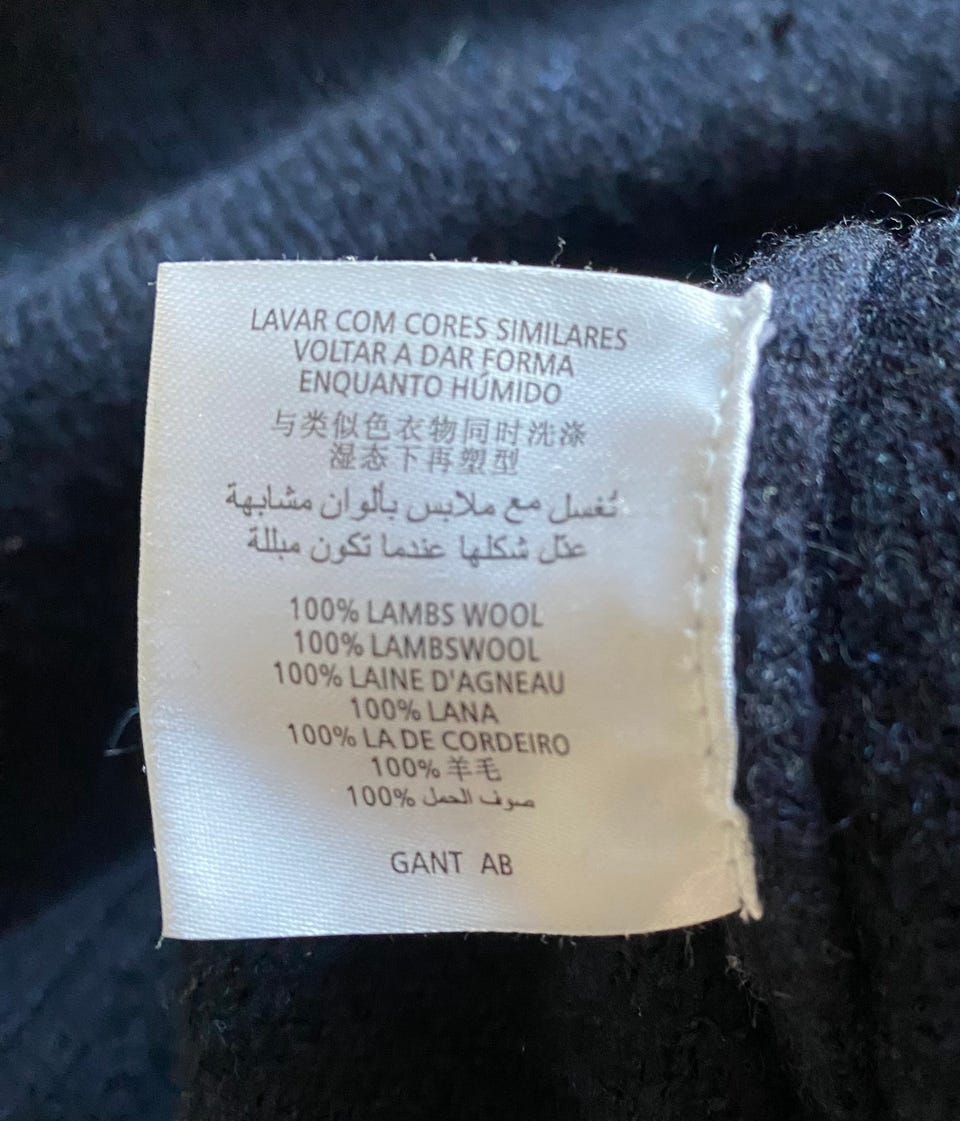 LAVAR COM CORES SIMILARES
VOLTAR A DAR FORMA
ENQUANTO HÚMIDO
与类似色衣物同时洗涤
湿态下再塑型
تُغسل مع ملابس بألوان مشابهة
عدّل شكلها عندما تكون مبللة
100% LAMBS WOOL
100% LAMBSWOOL
100% LAINE D'AGNEAU
100% LANA
100% LA DE CORDEIRO
100% 羊毛
100% صوف الحمل
GANT AB